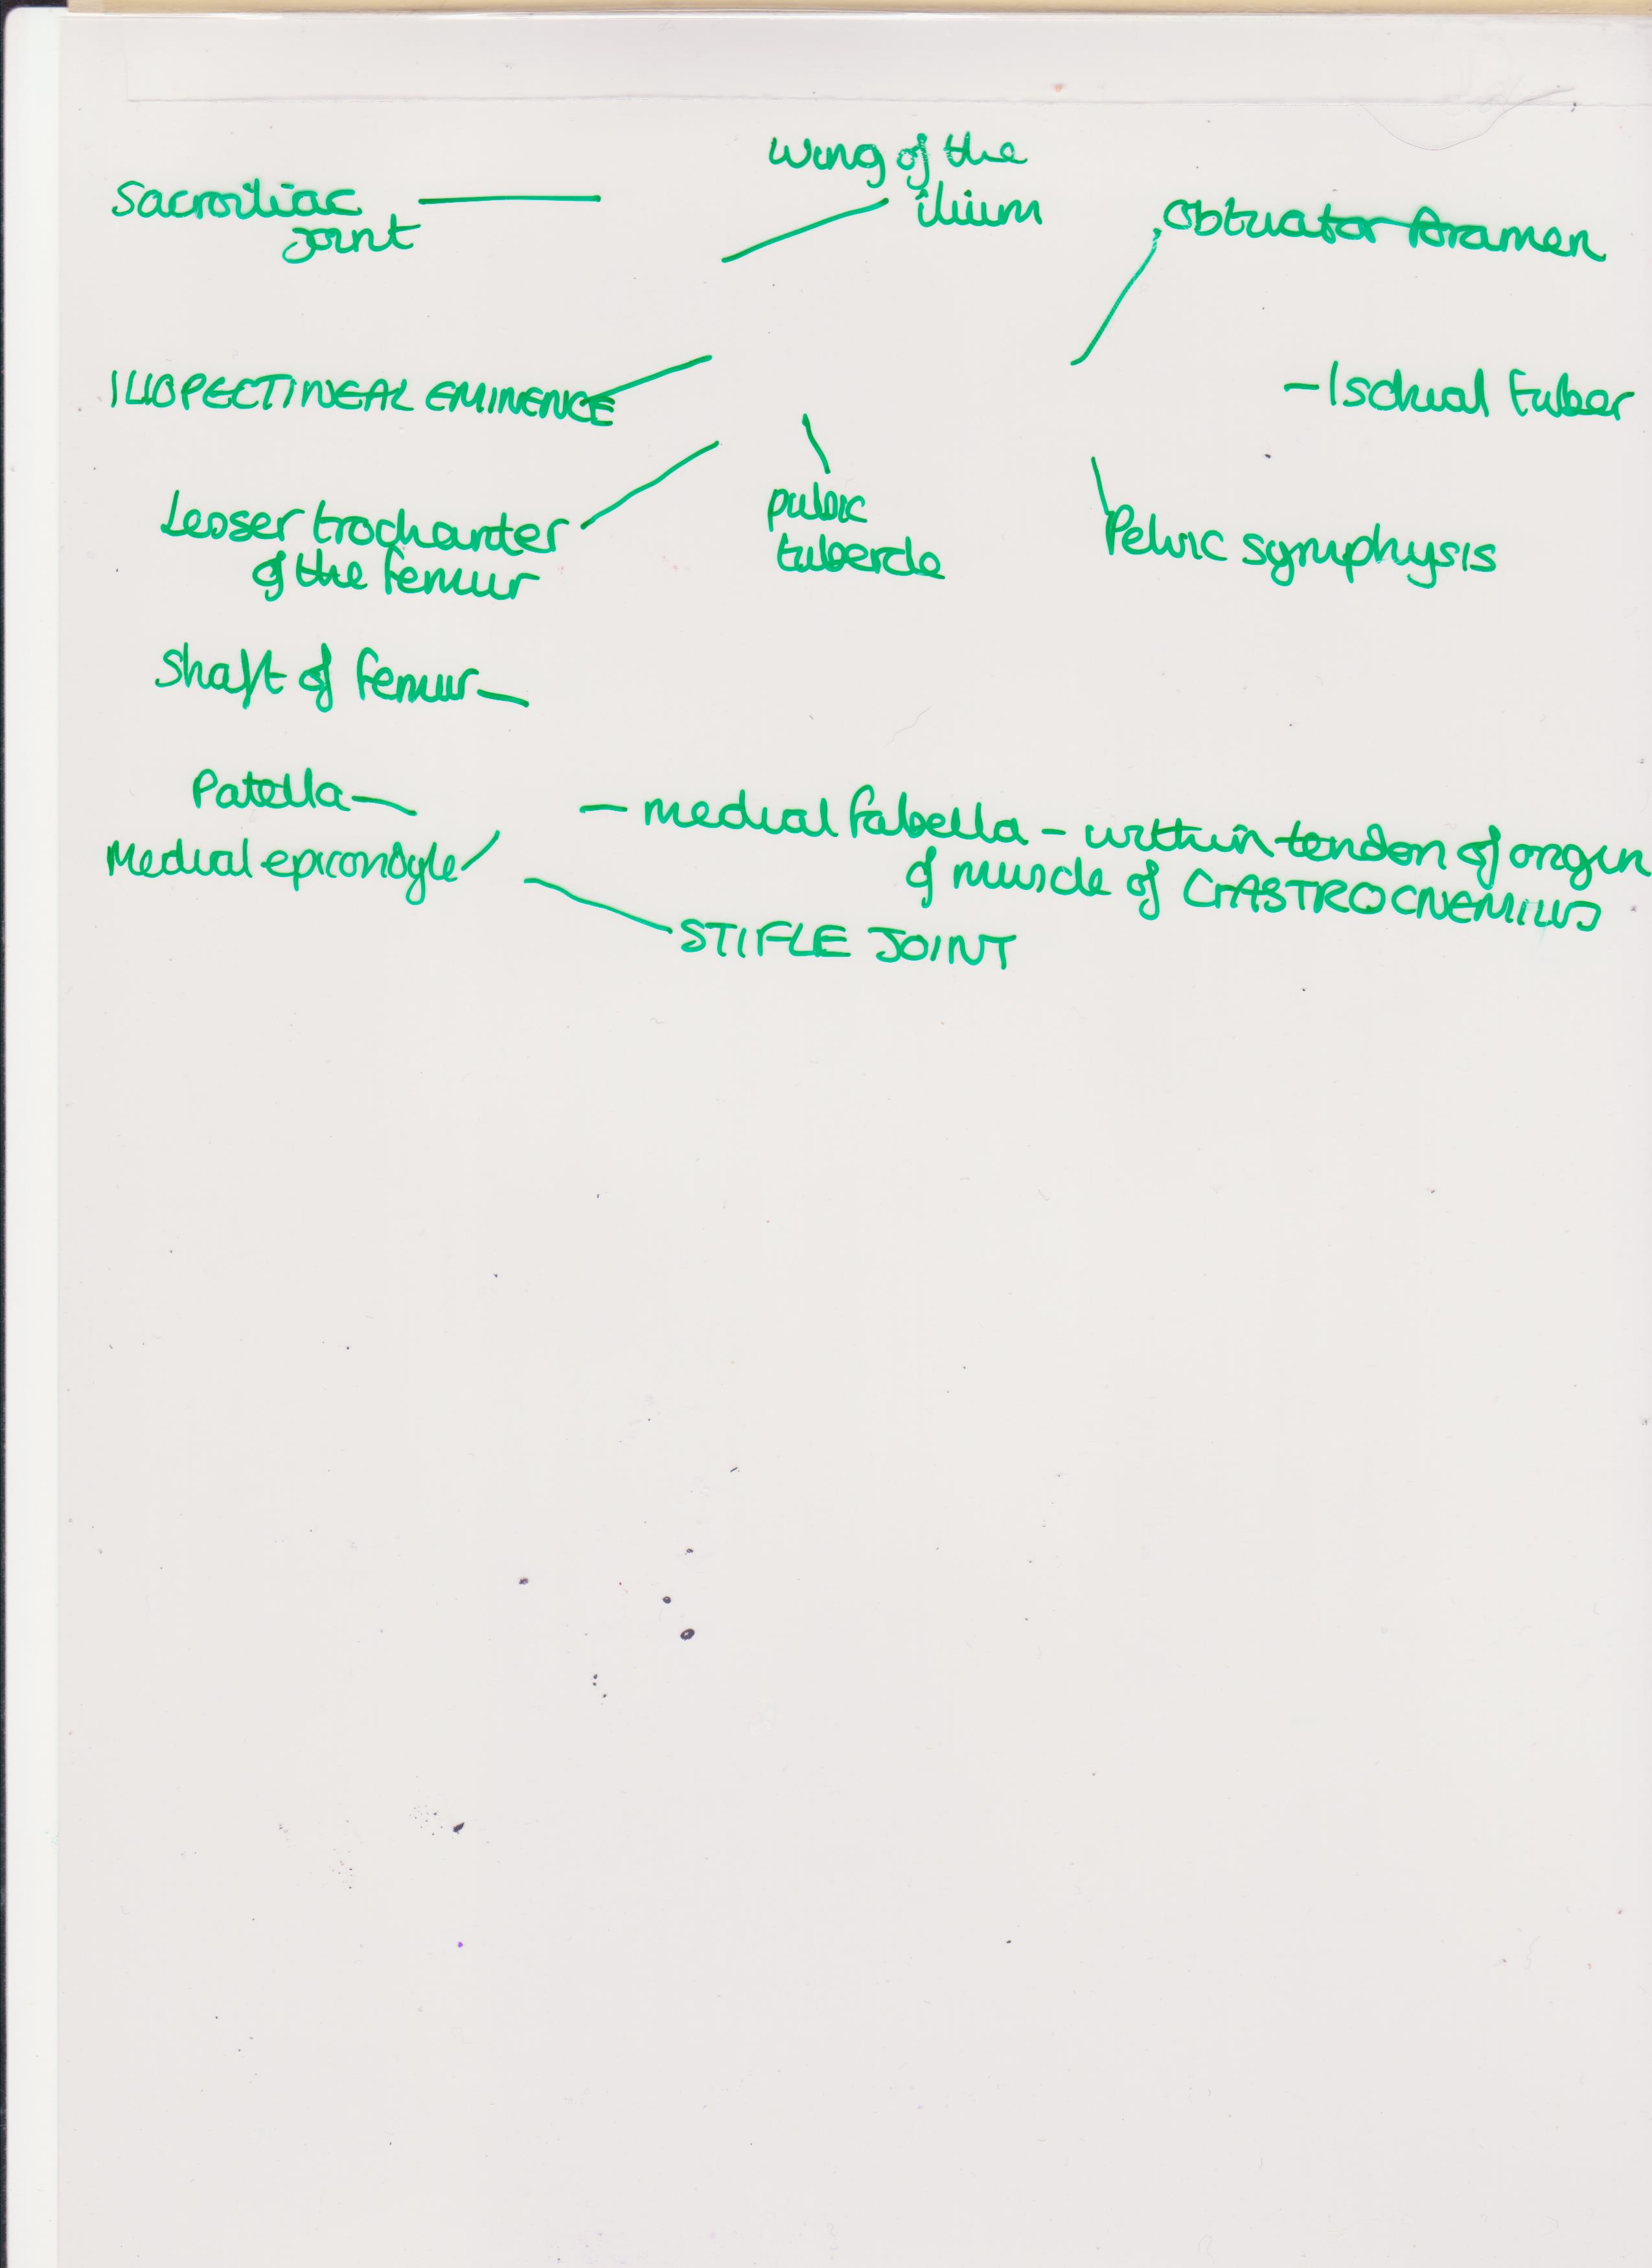 Sacroiliac
joint
wing of the
ilium
obtuator foramen
ILIOPECTINEAL EMINENCE
- Ischial tuber
Lesser trochanter
of the femur
pubic
tubercle
Pelvic symphysis
Shaft of femur
Patella
Medial epicondyle
- medial fabella - within tendon of origin
of muscle of GASTROCNEMIUS
STIFLE JOINT